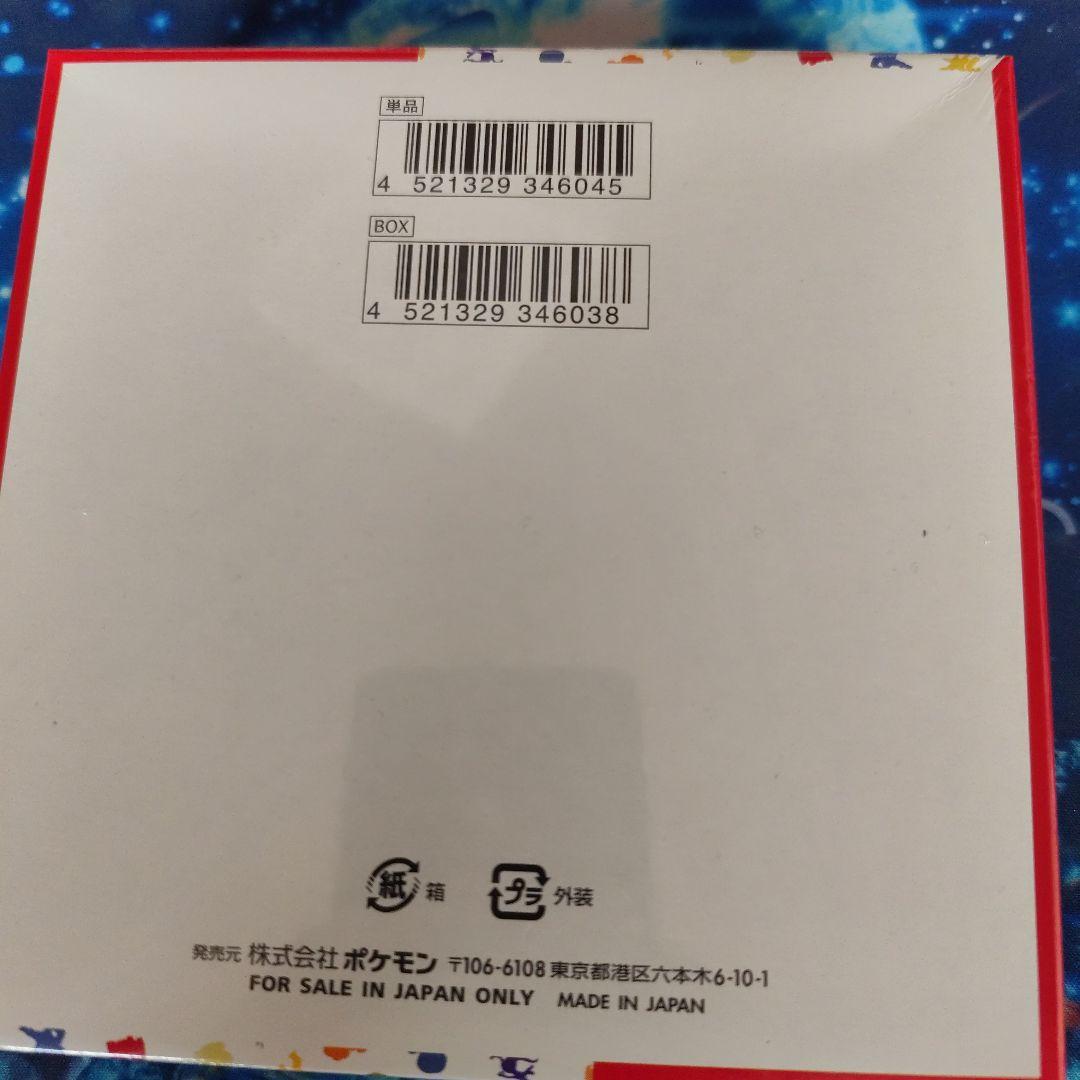 単品
4 521329 346045
BOX
4 521329 346038
紙 箱 プラ 外装
発売元 株式会社 ポケモン 〒106-6108 東京都港区六本木6-10-1
FOR SALE IN JAPAN ONLY MADE IN JAPAN